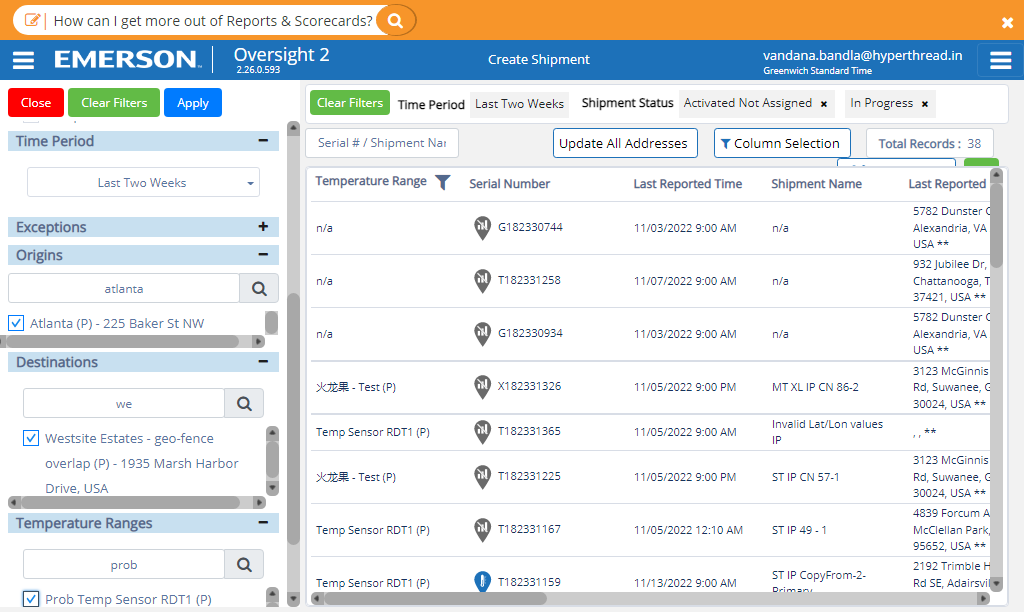 How can I get more out of Reports & Scorecards?
EMERSON
Oversight 2
2.26.0.593
Create Shipment
vandana.bandla@hyperthread.in
Greenwich Standard Time
Close
Clear Filters
Apply
Time Period
Last Two Weeks
Exceptions
Origins
atlanta
Atlanta (P) - 225 Baker St NW
Destinations
we
Westsite Estates - geo-fence
overlap (P) - 1935 Marsh Harbor
Drive, USA
Temperature Ranges
prob
Prob Temp Sensor RDT1 (P)
Clear Filters
Time Period
Last Two Weeks
Shipment Status
Activated Not Assigned ×
In Progress ×
Serial # / Shipment Nar
Update All Addresses
Column Selection
Total Records : 38
Temperature Range Serial Number Last Reported Time Shipment Name Last Reported
n/a G182330744 11/03/2022 9:00 AM n/a
5782 Dunster C
Alexandria, VA
USA **
n/a T182331258 11/07/2022 9:00 AM n/a
932 Jubilee Dr,
Chattanooga, T
37421, USA **
n/a G182330934 11/03/2022 9:00 AM n/a
5782 Dunster C
Alexandria, VA
USA **
火龙果 - Test (P) X182331326 11/05/2022 9:00 PM MT XL IP CN 86-2
3123 McGinnis
Rd, Suwanee, G
30024, USA **
Temp Sensor RDT1 (P) T182331365 11/05/2022 9:00 AM
Invalid Lat/Lon values
IP
, , **
火龙果 - Test (P) T182331225 11/05/2022 9:00 PM ST IP CN 57-1
3123 McGinnis
Rd, Suwanee, G
30024, USA **
Temp Sensor RDT1 (P) T182331167 11/05/2022 12:10 AM ST IP 49 - 1
4839 Forcum A
McClellan Park,
95652, USA **
Temp Sensor RDT1 (P) T182331159 11/13/2022 9:00 AM
ST IP CopyFrom-2-
Primary
2192 Trimble H
Rd SE, Adairsvil